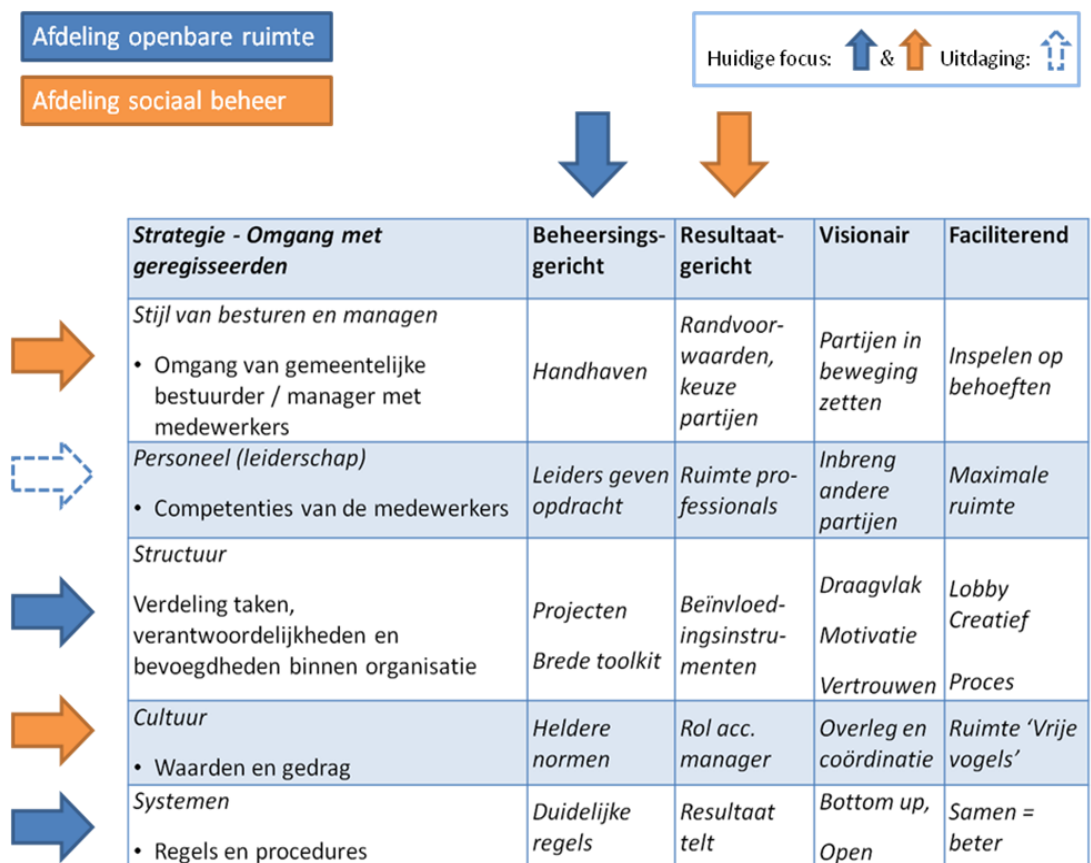 Afdeling openbare ruimte
Afdeling sociaal beheer
Huidige focus: & Uitdaging:
Strategie - Omgang met
geregisseerden
Beheersings-
gericht
Resultaat-
gericht
Visionair
Faciliterend
Stijl van besturen en managen
• Omgang van gemeentelijke
bestuurder / manager met
medewerkers
Handhaven
Randvoor-
waarden,
keuze
partijen
Partijen in
beweging
zetten
Inspelen op
behoeften
Personeel (leiderschap)
• Competenties van de medewerkers
Leiders geven
opdracht
Ruimte pro-
fessionals
Inbreng
andere
partijen
Maximale
ruimte
Structuur
Verdeling taken,
verantwoordelijkheden en
bevoegdheden binnen organisatie
Projecten
Brede toolkit
Beïnvloed-
ingsinstru-
menten
Draagvlak
Motivatie
Vertrouwen
Lobby
Creatief
Proces
Cultuur
• Waarden en gedrag
Heldere
normen
Rol acc.
manager
Overleg en
coördinatie
Ruimte ‘Vrije
vogels’
Systemen
• Regels en procedures
Duidelijke
regels
Resultaat
telt
Bottom up,
Open
Samen =
beter